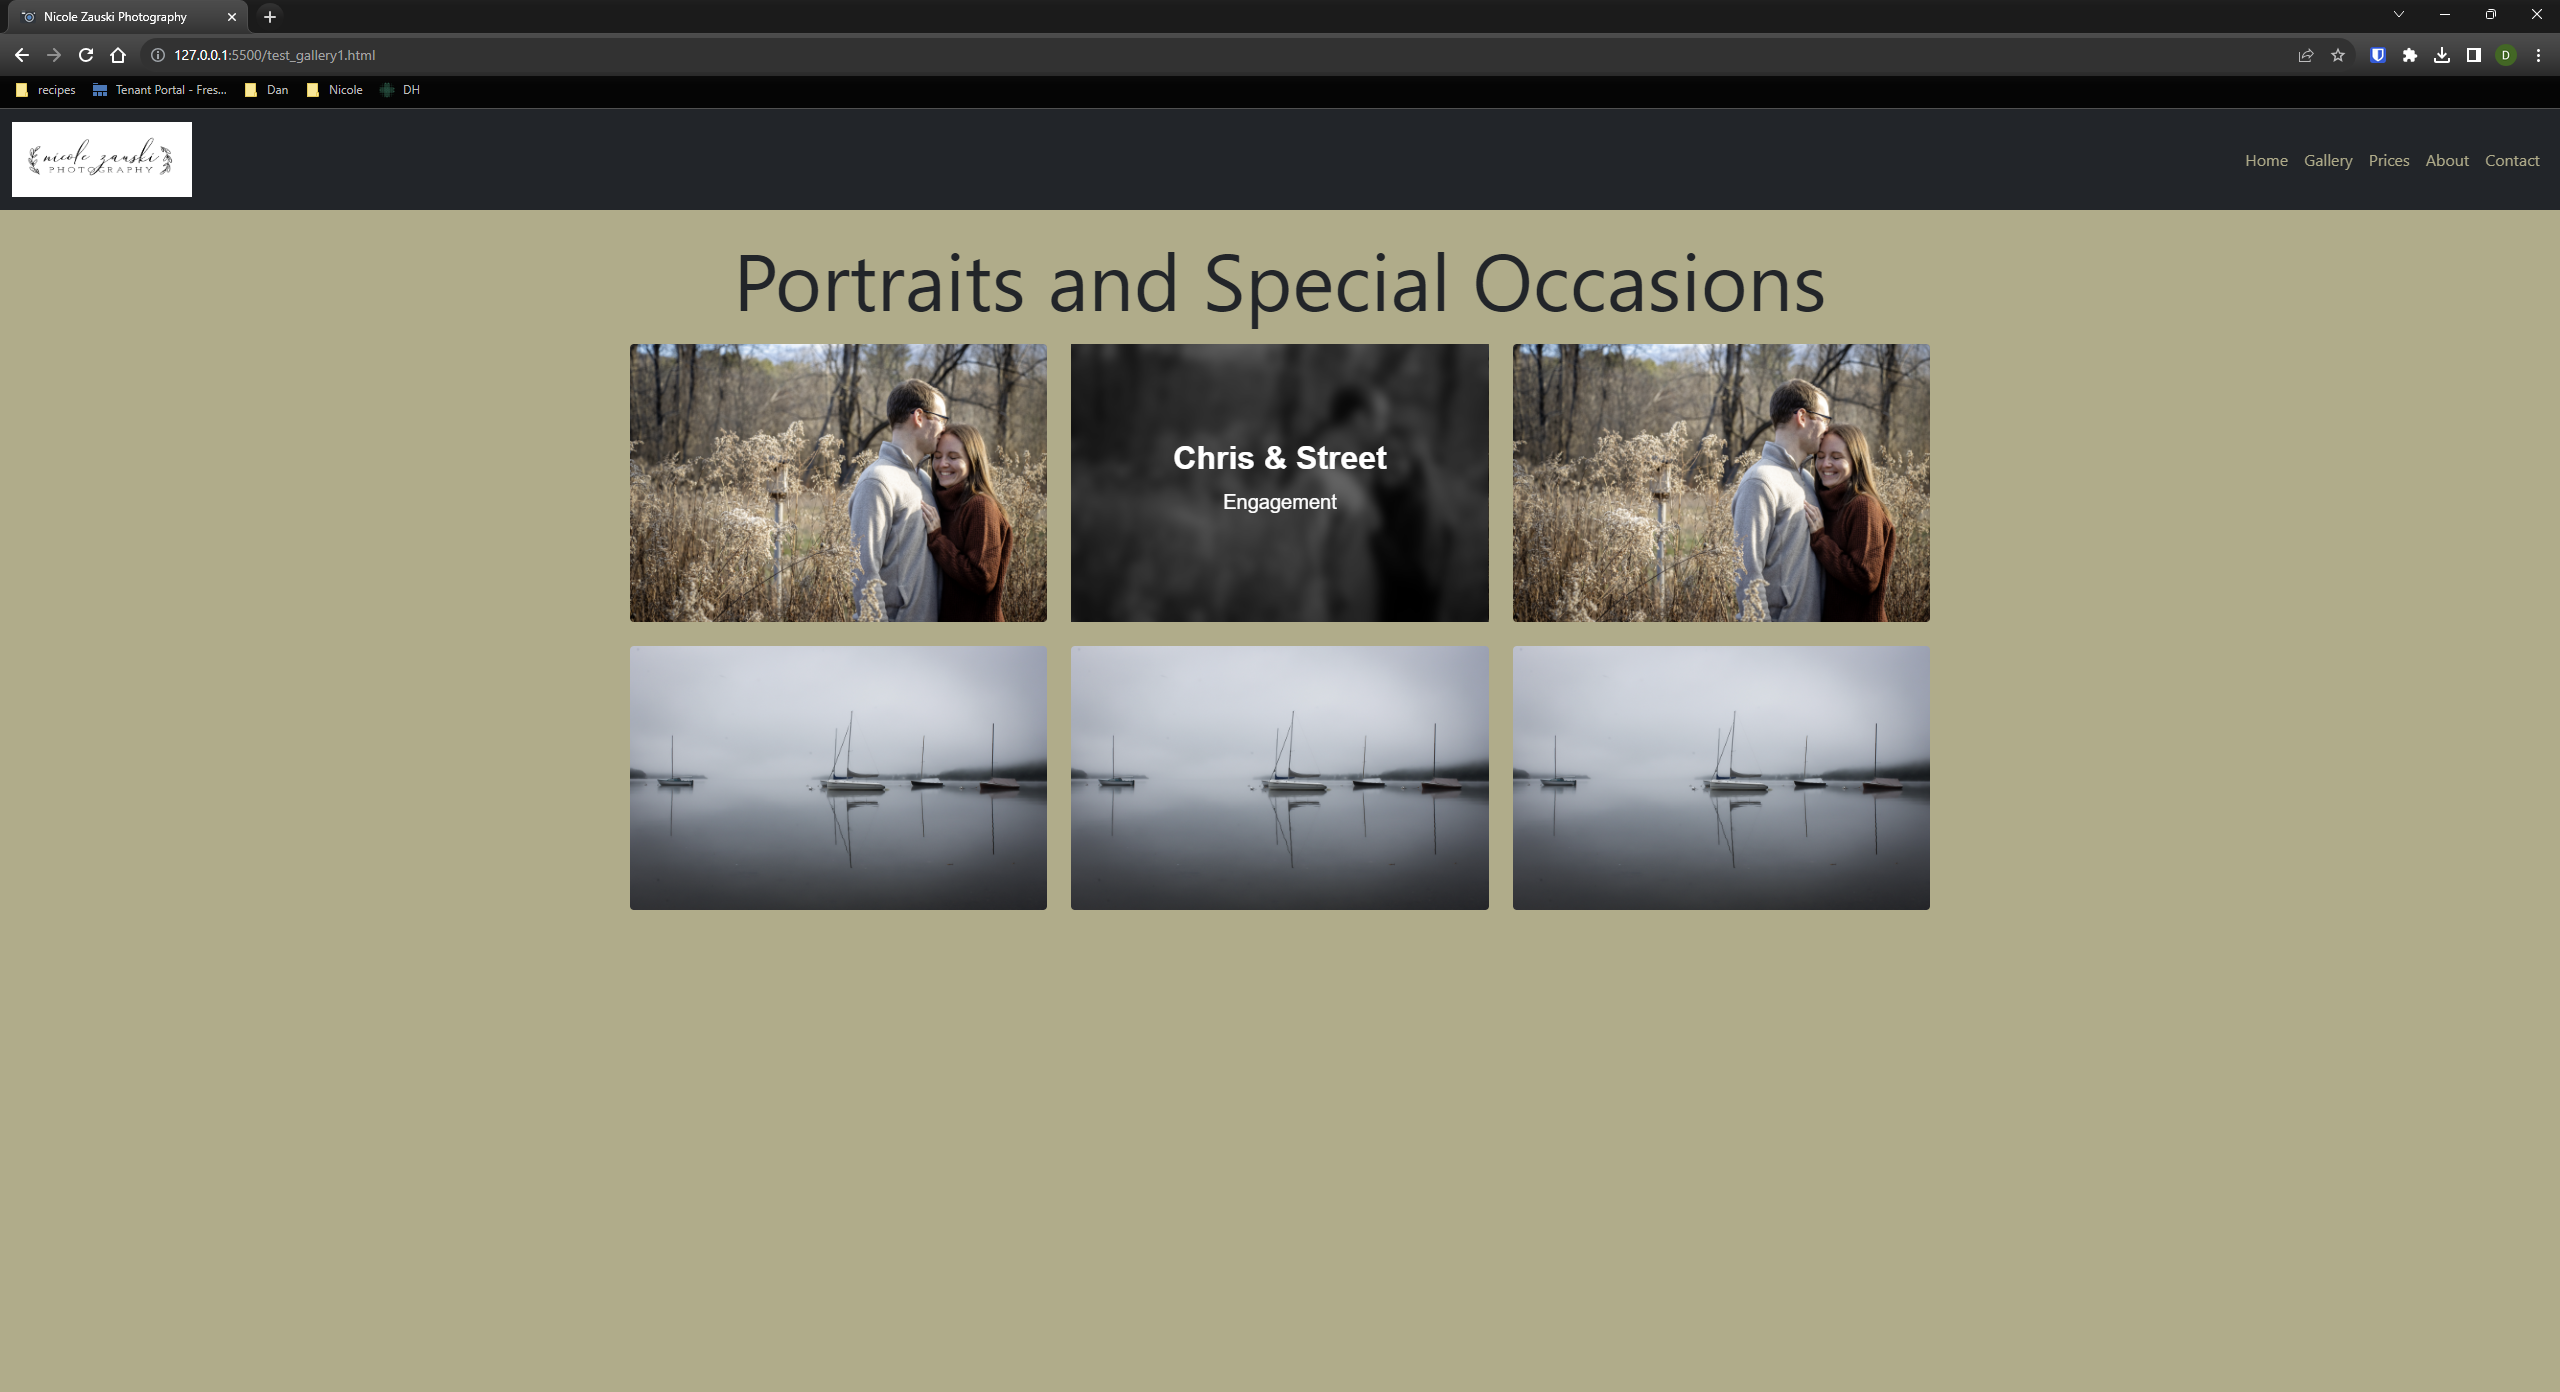 Nicole Zauski Photography
127.0.0.1:5500/test_gallery1.html
D
recipes
Tenant Portal - Fres...
Dan
Nicole
DH
nicole zauski
PHOTOGRAPHY
Home
Gallery
Prices
About
Contact
Portraits and Special Occasions
Chris & Street
Engagement